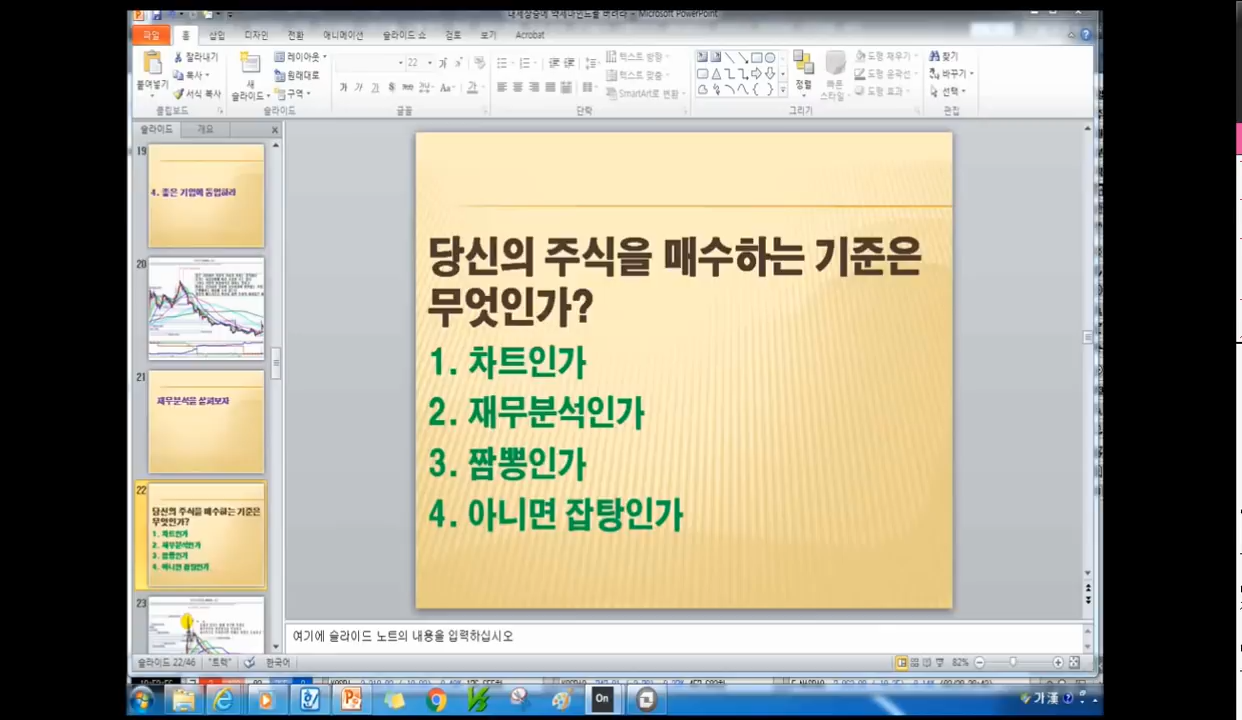 Microsoft PowerPoint
파일 홈 삽입 디자인 전환 애니메이션 슬라이드 쇼 검토 보기 Acrobat
붙여넣기
잘라내기
복사
서식 복사
클립보드
새 슬라이드
레이아웃
원래대로
구역
슬라이드
22
글꼴
텍스트 방향
텍스트 맞춤
SmartArt로 변환
단락
정렬
빠른 스타일
도형 채우기
도형 윤곽선
도형 효과
그리기
찾기
바꾸기
선택
편집
슬라이드 개요
19
4. 좋은 기업에 동업하라
20
21
재무분석을 살펴보자
22
당신의 주식을 매수하는 기준은
무엇인가?
1. 차트인가
2. 재무분석인가
3. 짬뽕인가
4. 아니면 잡탕인가
23
당신의 주식을 매수하는 기준은
무엇인가?
1. 차트인가
2. 재무분석인가
3. 짬뽕인가
4. 아니면 잡탕인가
여기에 슬라이드 노트의 내용을 입력하십시오
슬라이드 22/46 "트랙" 한국어
82%
On
가 漢